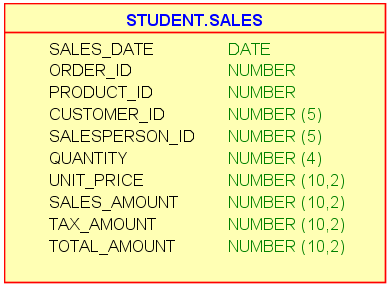 STUDENT.SALES
SALES_DATE DATE
ORDER_ID NUMBER
PRODUCT_ID NUMBER
CUSTOMER_ID NUMBER (5)
SALESPERSON_ID NUMBER (5)
QUANTITY NUMBER (4)
UNIT_PRICE NUMBER (10,2)
SALES_AMOUNT NUMBER (10,2)
TAX_AMOUNT NUMBER (10,2)
TOTAL_AMOUNT NUMBER (10,2)